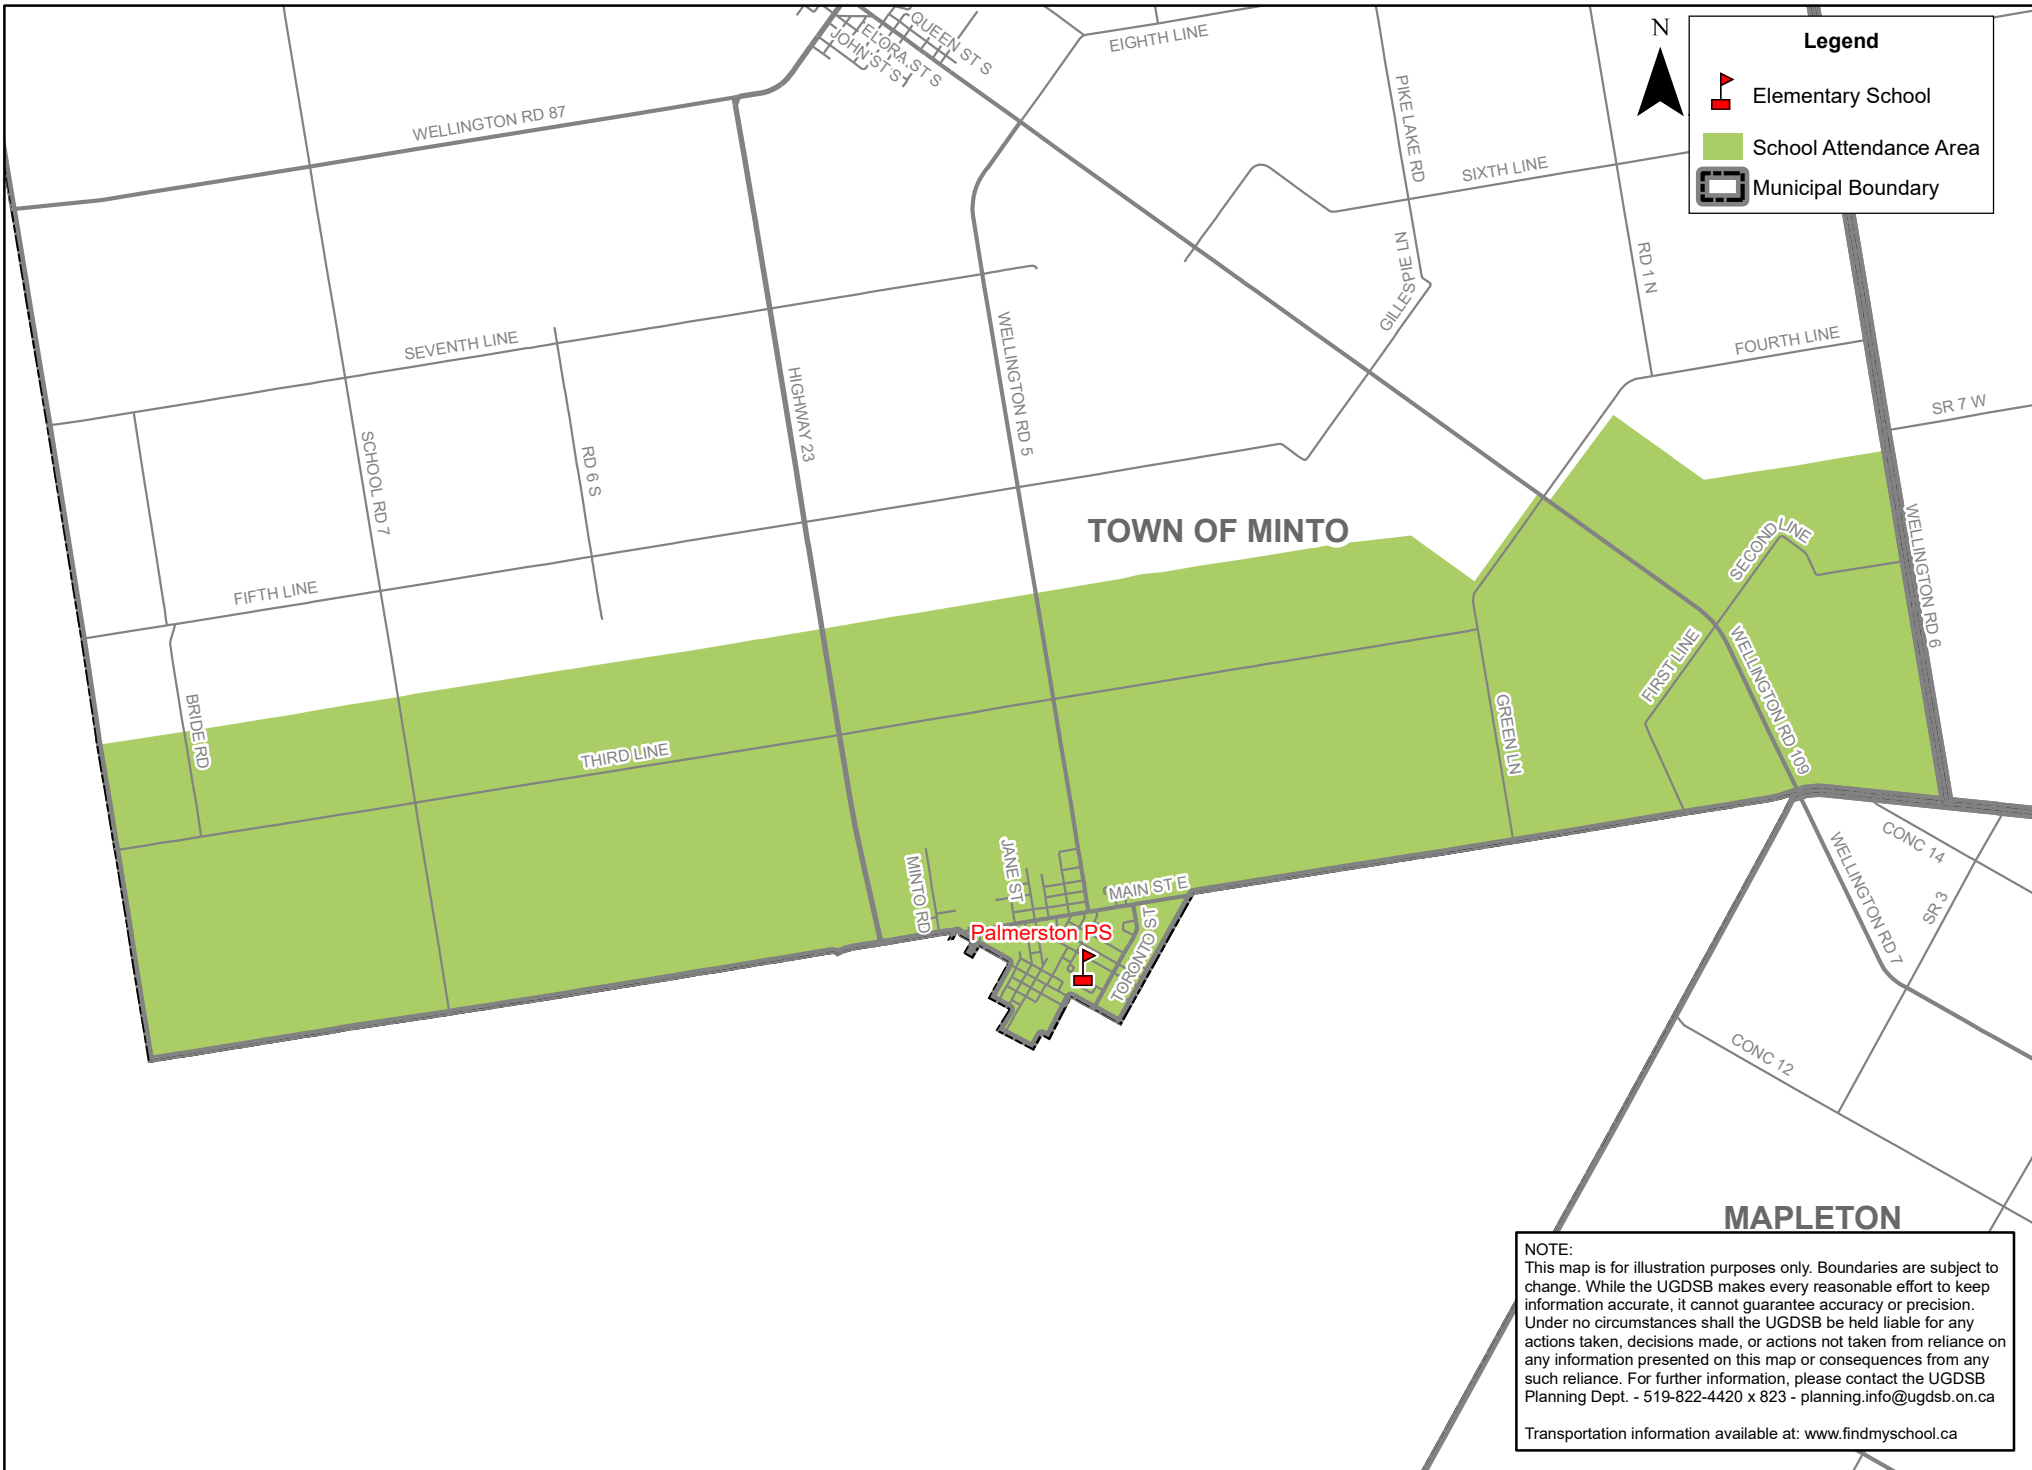 QUEEN ST S
ELORA ST S
JOHN ST S
EIGHTH LINE
N
Legend
Elementary School
School Attendance Area
Municipal Boundary
WELLINGTON RD 87
PIKE LAKE RD
SIXTH LINE
GILLESPIE LN
RD 1 N
SEVENTH LINE
WELLINGTON RD 5
FOURTH LINE
HIGHWAY 23
SR 7 W
SCHOOL RD 7
RD 6 S
TOWN OF MINTO
SECOND LINE
WELLINGTON RD 6
FIFTH LINE
FIRST LINE
WELLINGTON RD 109
BRIDE RD
THIRD LINE
GREEN LN
MINTO RD
JANE ST
MAIN ST E
Palmerston PS
TORONTO ST
CONC 14
WELLINGTON RD 7
SR 3
CONC 12
MAPLETON
NOTE:
This map is for illustration purposes only. Boundaries are subject to
change. While the UGDSB makes every reasonable effort to keep
information accurate, it cannot guarantee accuracy or precision.
Under no circumstances shall the UGDSB be held liable for any
actions taken, decisions made, or actions not taken from reliance on
any information presented on this map or consequences from any
such reliance. For further information, please contact the UGDSB
Planning Dept. - 519-822-4420 x 823 - planning.info@ugdsb.on.ca
Transportation information available at: www.findmyschool.ca